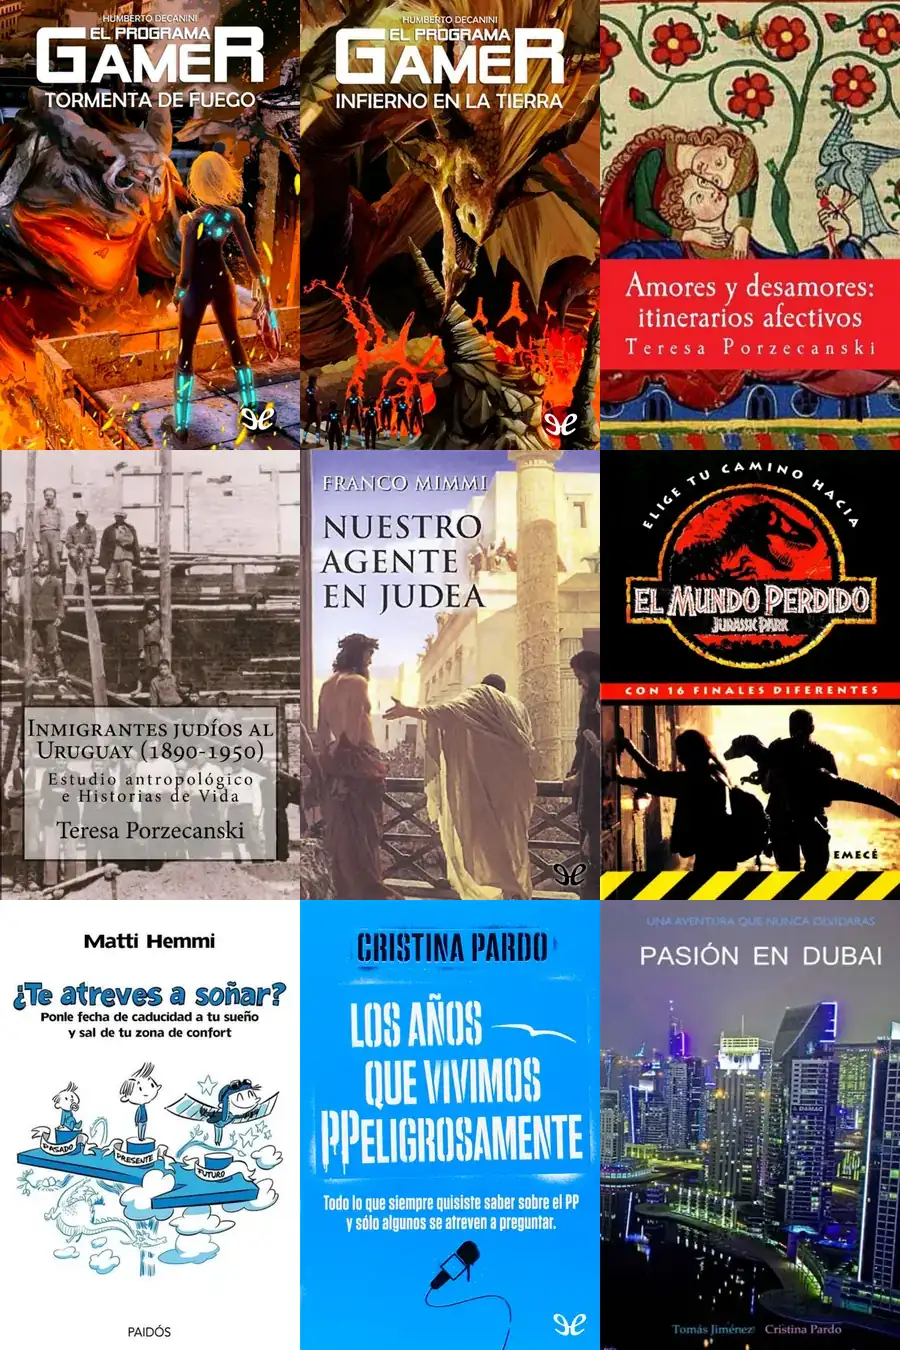 HUMBERTO DECANINI
EL PROGRAMA
GAMER
TORMENTA DE FUEGO
HUMBERTO DECANINI
EL PROGRAMA
GAMER
INFIERNO EN LA TIERRA
Amores y desamores:
itinerarios afectivos
Teresa Porzecanski
Inmigrantes judíos al
Uruguay (1890-1950)
Estudio antropológico
e Historias de Vida
Teresa Porzecanski
FRANCO MIMMI
NUESTRO
AGENTE
EN JUDEA
ELIGE TU CAMINO HACIA
EL MUNDO PERDIDO
JURASSIC PARK
CON 16 FINALES DIFERENTES
EMECÉ
Matti Hemmi
¿Te atreves a soñar?
Ponle fecha de caducidad a tu sueño
y sal de tu zona de confort
PASADO
PRESENTE
FUTURO
PAIDÓS
CRISTINA PARDO
LOS AÑOS
QUE VIVIMOS
PPELIGROSAMENTE
Todo lo que siempre quisiste saber sobre el PP
y sólo algunos se atreven a preguntar.
UNA AVENTURA QUE NUNCA OLVIDARAS
PASIÓN EN DUBAI
DAMAC
Tomás Jiménez Cristina Pardo